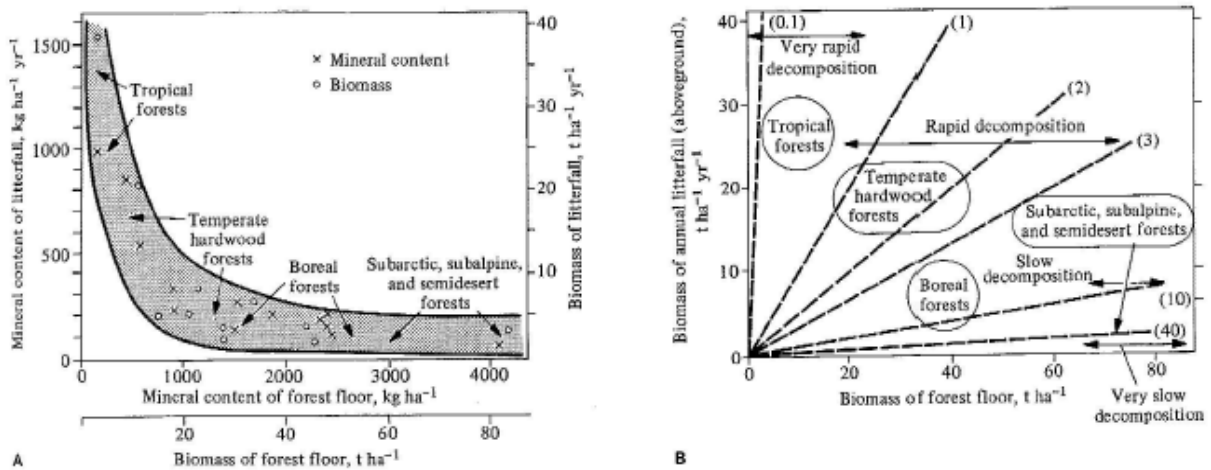 Mineral content of litterfall, kg ha⁻¹ yr⁻¹
1500
1000
500
0
× Mineral content
○ Biomass
Tropical
forests
Temperate
hardwood
forests
Boreal
forests
Subarctic, subalpine,
and semidesert
forests
40
30
20
10
Biomass of litterfall, t ha⁻¹ yr⁻¹
0 1000 2000 3000 4000
Mineral content of forest floor, kg ha⁻¹
20 40 60 80
Biomass of forest floor, t ha⁻¹
A
Biomass of annual litterfall (aboveground),
t ha⁻¹ yr⁻¹
40
30
20
10
0
(0.1)
(1)
Very rapid
decomposition
(2)
Tropical
forests
Rapid decomposition
(3)
Temperate
hardwood
forests
Subarctic, subalpine,
and semidesert forests
Slow
decomposition
Boreal
forests
(10)
(40)
0 20 40 60 80
Biomass of forest floor, t ha⁻¹
Very slow
decomposition
B